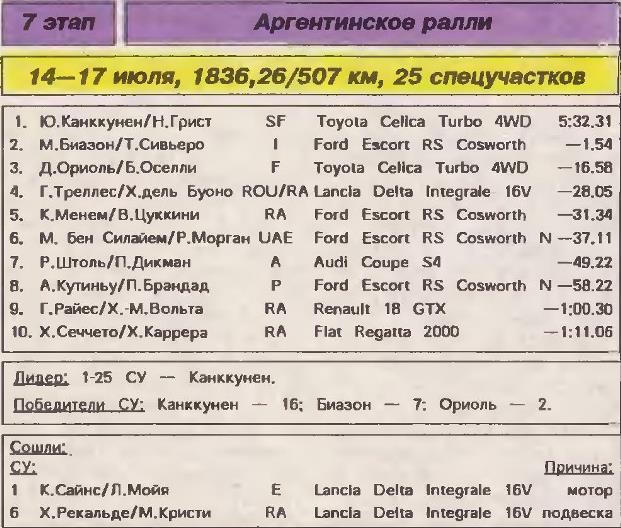 7 этап Аргентинское ралли
14—17 июля, 1836,26/507 км, 25 спецучастков
1. Ю.Канккунен/Н.Грист SF Toyota Celica Turbo 4WD 5:32.31
2. М.Биазон/Т.Сивьеро I Ford Escort RS Cosworth —1.54
3. Д.Ориоль/Б.Оселли F Toyota Celica Turbo 4WD —16.58
4. Г.Треллес/Х.дель Буоно ROU/RA Lancia Delta Integrale 16V —28.05
5. К.Менем/В.Цуккини RA Ford Escort RS Cosworth —31.34
6. М. бен Силайем/Р.Морган UAE Ford Escort RS Cosworth N —37.11
7. Р.Штоль/П.Дикман A Audi Coupe S4 —49.22
8. А.Кутиньу/П.Брандад P Ford Escort RS Cosworth N —58.22
9. Г.Райес/Х.-М.Вольта RA Renault 18 GTX —1:00.30
10. Х.Сеччето/Х.Каррера RA Fiat Regatta 2000 —1:11.06
Лидер: 1-25 СУ — Канккунен.
Победители СУ: Канккунен — 16; Биазон — 7: Ориоль — 2.
Сошли:
СУ: Причина:
1 К.Сайнс/Л.Мойя E Lancia Delta Integrale 16V мотор
6 Х.Рекальде/М.Кристи RA Lancia Delta Integrale 16V подвеска